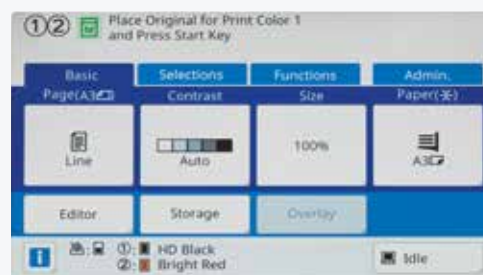 ①② Place Original for Print Color 1
and Press Start Key
Basic Selections Functions Admin.
Page(A3) Contrast Size Paper(-)
Line Auto 100% A3
Editor Storage Overlay
①: HD Black
②: Bright Red
Idle